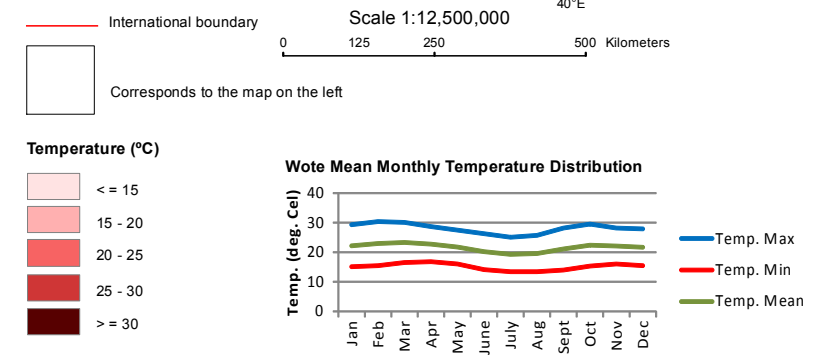 40°E
International boundary
Scale 1:12,500,000
0 125 250 500 Kilometers
Corresponds to the map on the left
Temperature (ºC)
< = 15
15 - 20
20 - 25
25 - 30
> = 30
Wote Mean Monthly Temperature Distribution
Temp. (deg. Cel)
40
30
20
10
0
Jan Feb Mar Apr May June July Aug Sept Oct Nov Dec
Temp. Max
Temp. Min
Temp. Mean